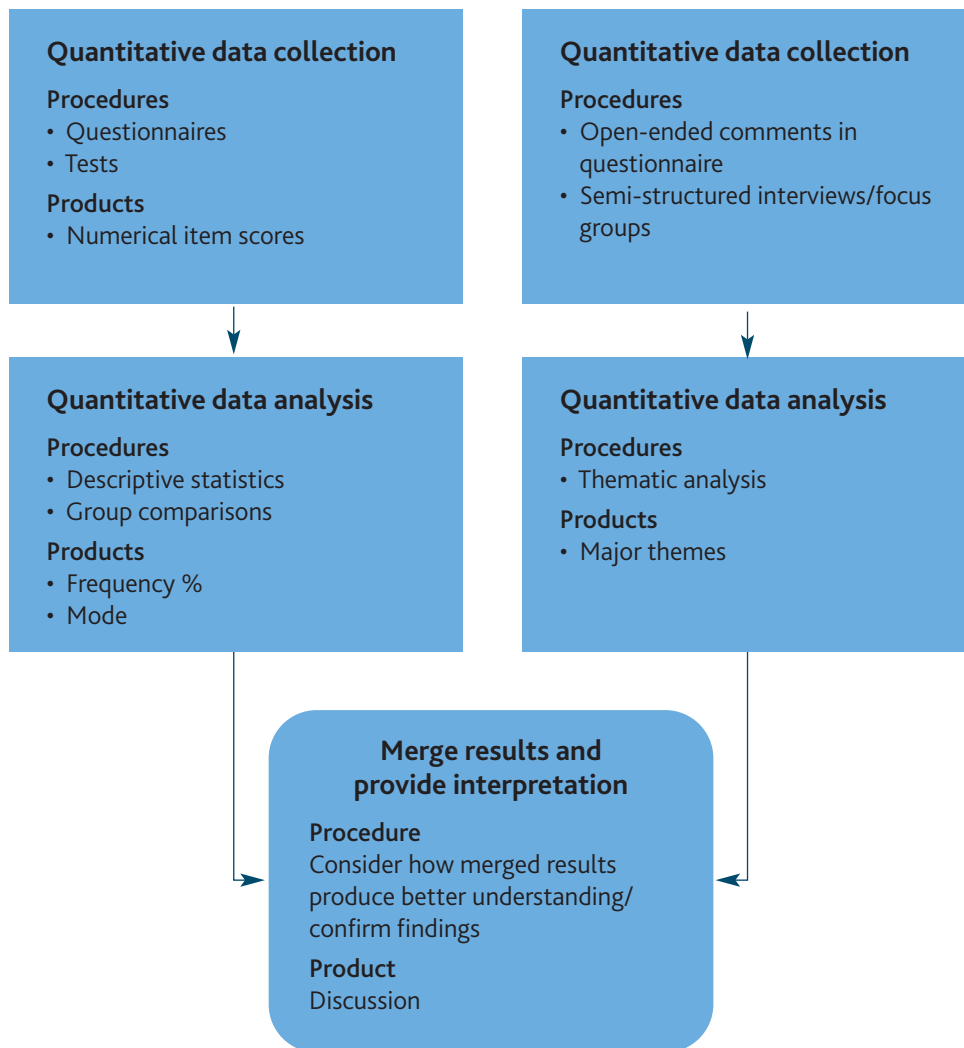 Quantitative data collection
Procedures
• Questionnaires
• Tests
Products
• Numerical item scores
Quantitative data collection
Procedures
• Open-ended comments in
questionnaire
• Semi-structured interviews/focus
groups
Quantitative data analysis
Procedures
• Descriptive statistics
• Group comparisons
Products
• Frequency %
• Mode
Quantitative data analysis
Procedures
• Thematic analysis
Products
• Major themes
Merge results and
provide interpretation
Procedure
Consider how merged results
produce better understanding/
confirm findings
Product
Discussion